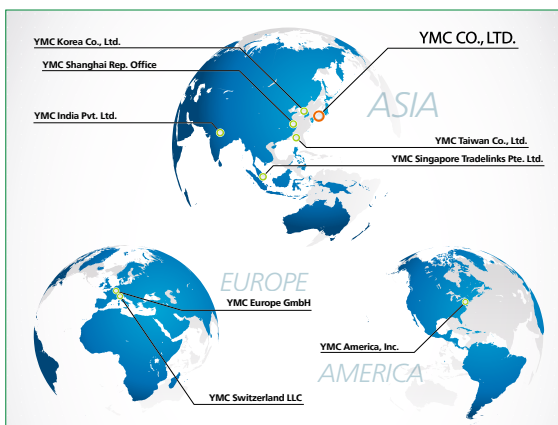 YMC Korea Co., Ltd.
YMC CO., LTD.
YMC Shanghai Rep. Office
ASIA
YMC India Pvt. Ltd.
YMC Taiwan Co., Ltd.
YMC Singapore Tradelinks Pte. Ltd.
EUROPE
YMC Europe GmbH
YMC America, Inc.
AMERICA
YMC Switzerland LLC